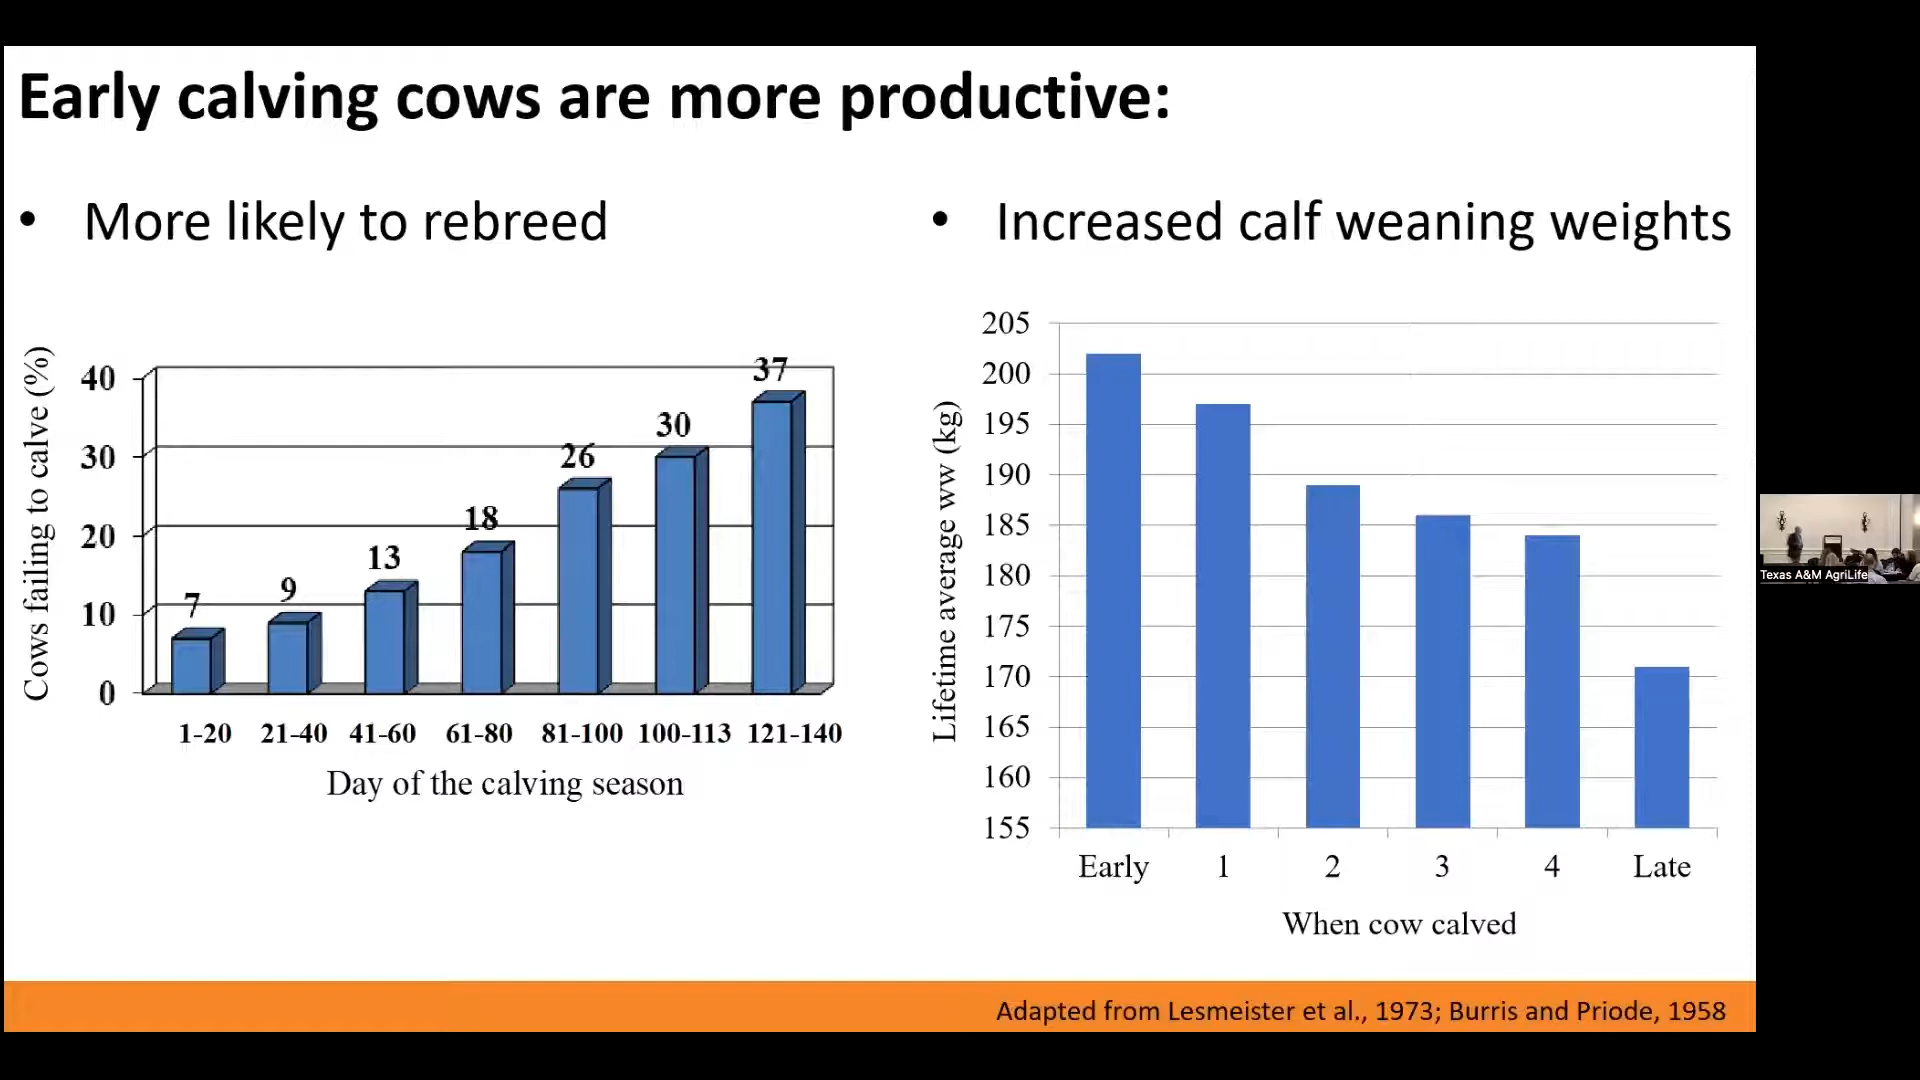 Early calving cows are more productive:
• More likely to rebreed
Cows failing to calve (%)
40
30
20
10
0
7
9
13
18
26
30
37
1-20 21-40 41-60 61-80 81-100 100-113 121-140
Day of the calving season
• Increased calf weaning weights
Lifetime average ww (kg)
205
200
195
190
185
180
175
170
165
160
155
Early 1 2 3 4 Late
When cow calved
Adapted from Lesmeister et al., 1973; Burris and Priode, 1958
Texas A&M AgriLife